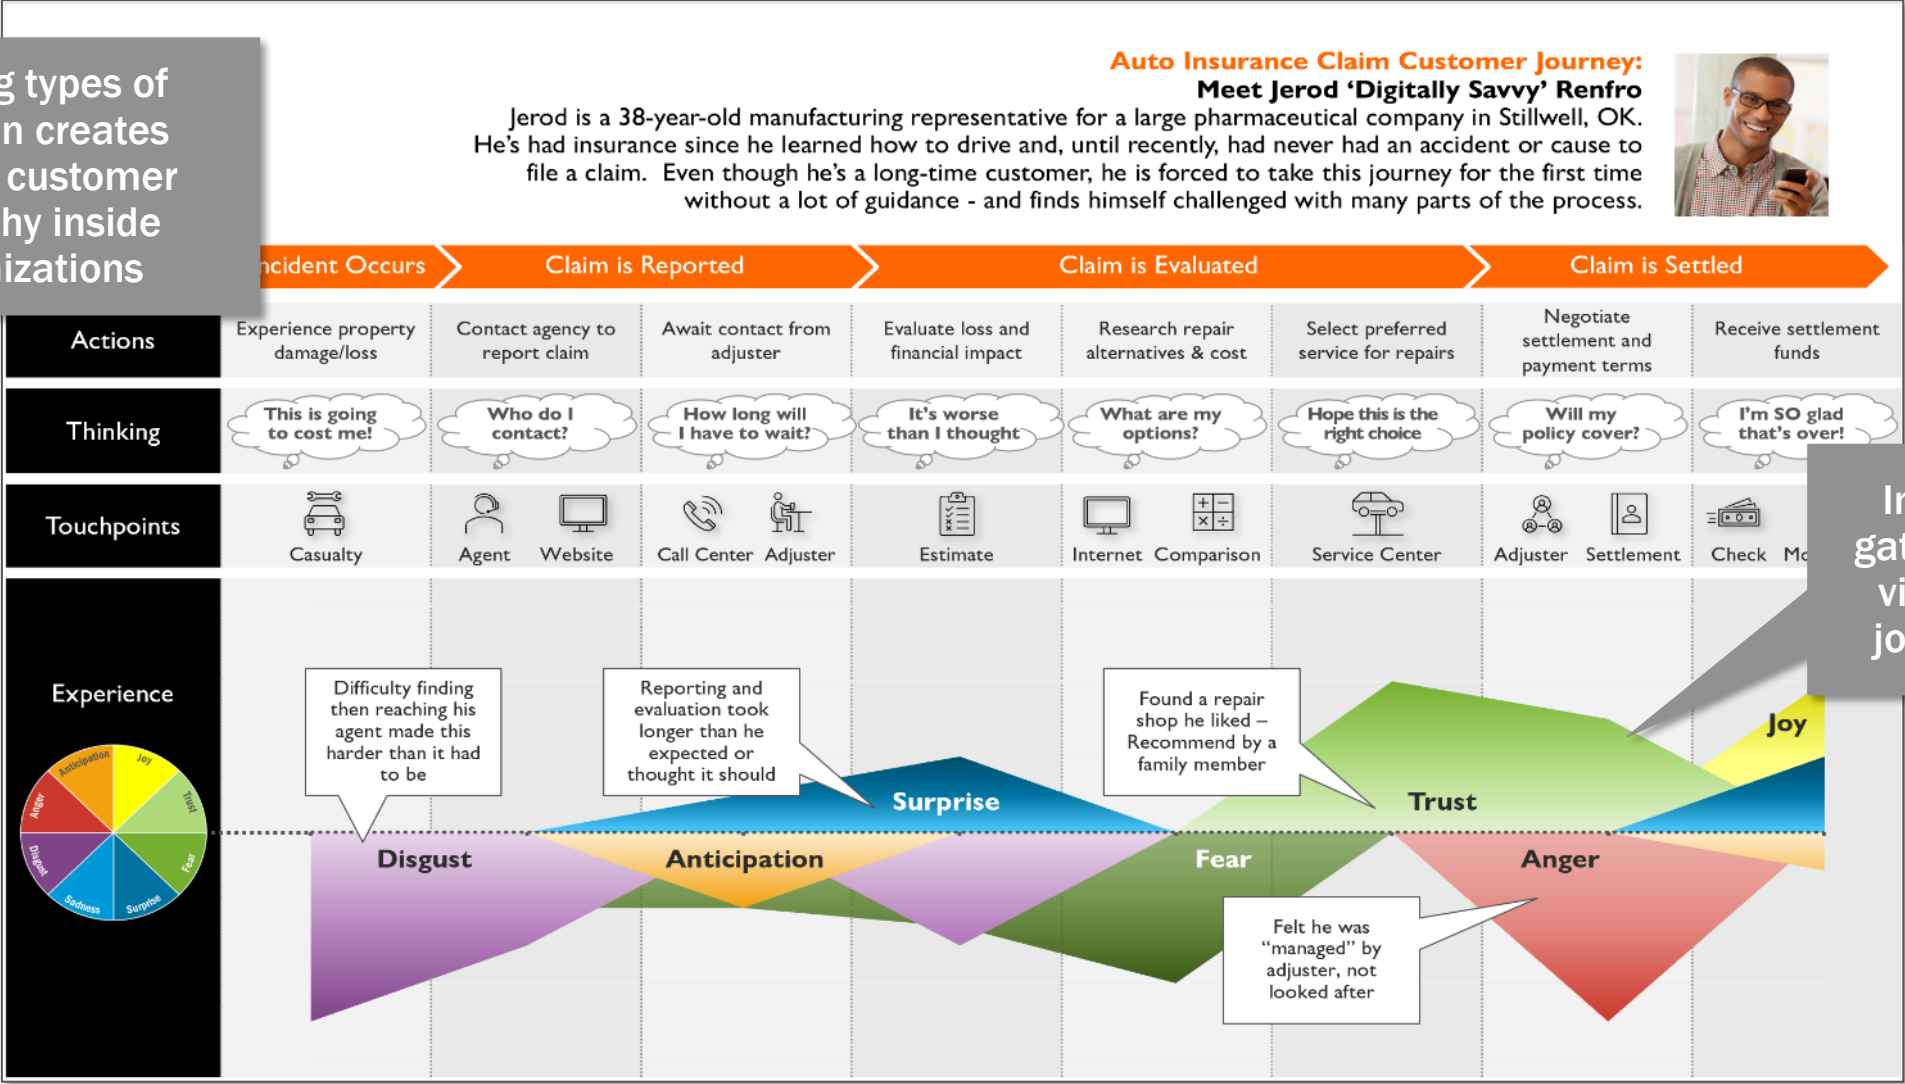 g types of
n creates
customer
hy inside
izations
Auto Insurance Claim Customer Journey:
Meet Jerod ‘Digitally Savvy’ Renfro
Jerod is a 38-year-old manufacturing representative for a large pharmaceutical company in Stillwell, OK.
He’s had insurance since he learned how to drive and, until recently, had never had an accident or cause to
file a claim. Even though he’s a long-time customer, he is forced to take this journey for the first time
without a lot of guidance - and finds himself challenged with many parts of the process.
ncident Occurs
Claim is Reported
Claim is Evaluated
Claim is Settled
Actions
Experience property
damage/loss
Contact agency to
report claim
Await contact from
adjuster
Evaluate loss and
financial impact
Research repair
alternatives & cost
Select preferred
service for repairs
Negotiate
settlement and
payment terms
Receive settlement
funds
Thinking
This is going
to cost me!
Who do I
contact?
How long will
I have to wait?
It’s worse
than I thought
What are my
options?
Hope this is the
right choice
Will my
policy cover?
I’m SO glad
that’s over!
Touchpoints
Casualty
Agent
Website
Call Center
Adjuster
Estimate
Internet
Comparison
Service Center
Adjuster
Settlement
Check
Mo
In
gat
vi
jo
Experience
Difficulty finding
then reaching his
agent made this
harder than it had
to be
Reporting and
evaluation took
longer than he
expected or
thought it should
Found a repair
shop he liked –
Recommend by a
family member
Joy
Surprise
Trust
Disgust
Anticipation
Fear
Anger
Felt he was
“managed” by
adjuster, not
looked after
Anticipation
Joy
Trust
Fear
Surprise
Sadness
Disgust
Anger